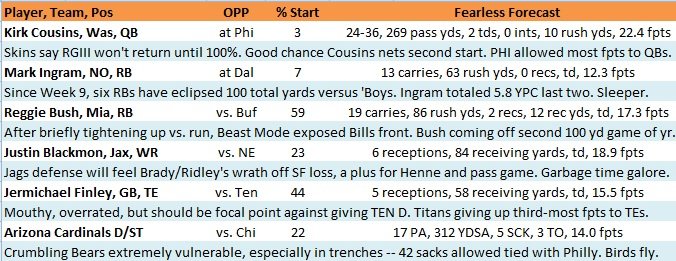 Player, Team, Pos OPP % Start Fearless Forecast
Kirk Cousins, Was, QB at Phi 3 24-36, 269 pass yds, 2 tds, 0 ints, 10 rush yds, 22.4 fpts
Skins say RGIII won't return until 100%. Good chance Cousins nets second start. PHI allowed most fpts to QBs.
Mark Ingram, NO, RB at Dal 7 13 carries, 63 rush yds, 0 recs, td, 12.3 fpts
Since Week 9, six RBs have eclipsed 100 total yards versus 'Boys. Ingram totaled 5.8 YPC last two. Sleeper.
Reggie Bush, Mia, RB vs. Buf 59 19 carries, 86 rush yds, 2 recs, 12 rec yds, td, 17.3 fpts
After briefly tightening up vs. run, Beast Mode exposed Bills front. Bush coming off second 100 yd game of yr.
Justin Blackmon, Jax, WR vs. NE 23 6 receptions, 84 receiving yards, td, 18.9 fpts
Jags defense will feel Brady/Ridley's wrath off SF loss, a plus for Henne and pass game. Garbage time galore.
Jermichael Finley, GB, TE vs. Ten 44 5 receptions, 58 receiving yards, td, 15.5 fpts
Mouthy, overrated, but should be focal point against giving TEN D. Titans giving up third-most fpts to TEs.
Arizona Cardinals D/ST vs. Chi 22 17 PA, 312 YDSA, 5 SCK, 3 TO, 14.0 fpts
Crumbling Bears extremely vulnerable, especially in trenches -- 42 sacks allowed tied with Philly. Birds fly.